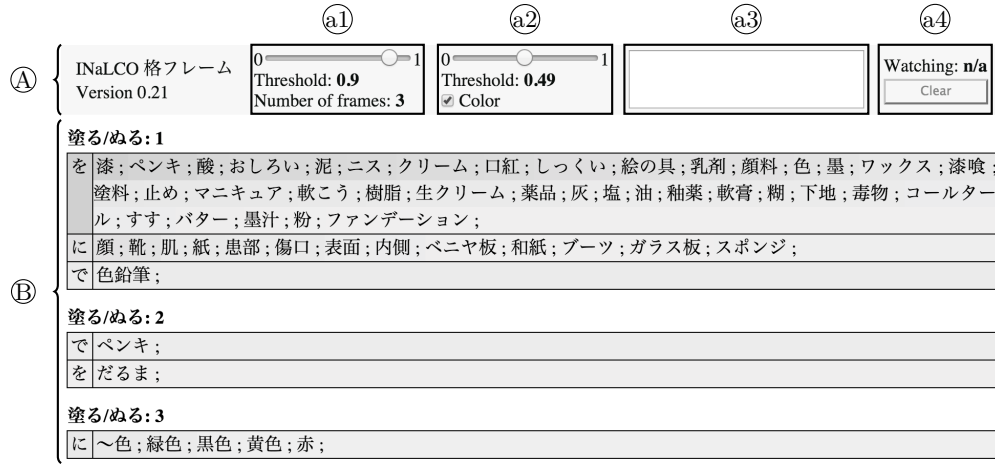 a1 a2 a3 a4
A
INaLCO 格フレーム
Version 0.21
0 1
Threshold: 0.9
Number of frames: 3
0 1
Threshold: 0.49
Color
Watching: n/a
Clear
B
塗る/ぬる: 1
を 漆 ; ペンキ ; 酸 ; おしろい ; 泥 ; ニス ; クリーム ; 口紅 ; しっくい ; 絵の具 ; 乳剤 ; 顔料 ; 色 ; 墨 ; ワックス ; 漆喰 ;
塗料 ; 止め ; マニキュア ; 軟こう ; 樹脂 ; 生クリーム ; 薬品 ; 灰 ; 塩 ; 油 ; 釉薬 ; 軟膏 ; 糊 ; 下地 ; 毒物 ; コールター
ル ; すす ; バター ; 墨汁 ; 粉 ; ファンデーション ;
に 顔 ; 靴 ; 肌 ; 紙 ; 患部 ; 傷口 ; 表面 ; 内側 ; ベニヤ板 ; 和紙 ; ブーツ ; ガラス板 ; スポンジ ;
で 色鉛筆 ;
塗る/ぬる: 2
で ペンキ ;
を だるま ;
塗る/ぬる: 3
に 〜色 ; 緑色 ; 黒色 ; 黄色 ; 赤 ;